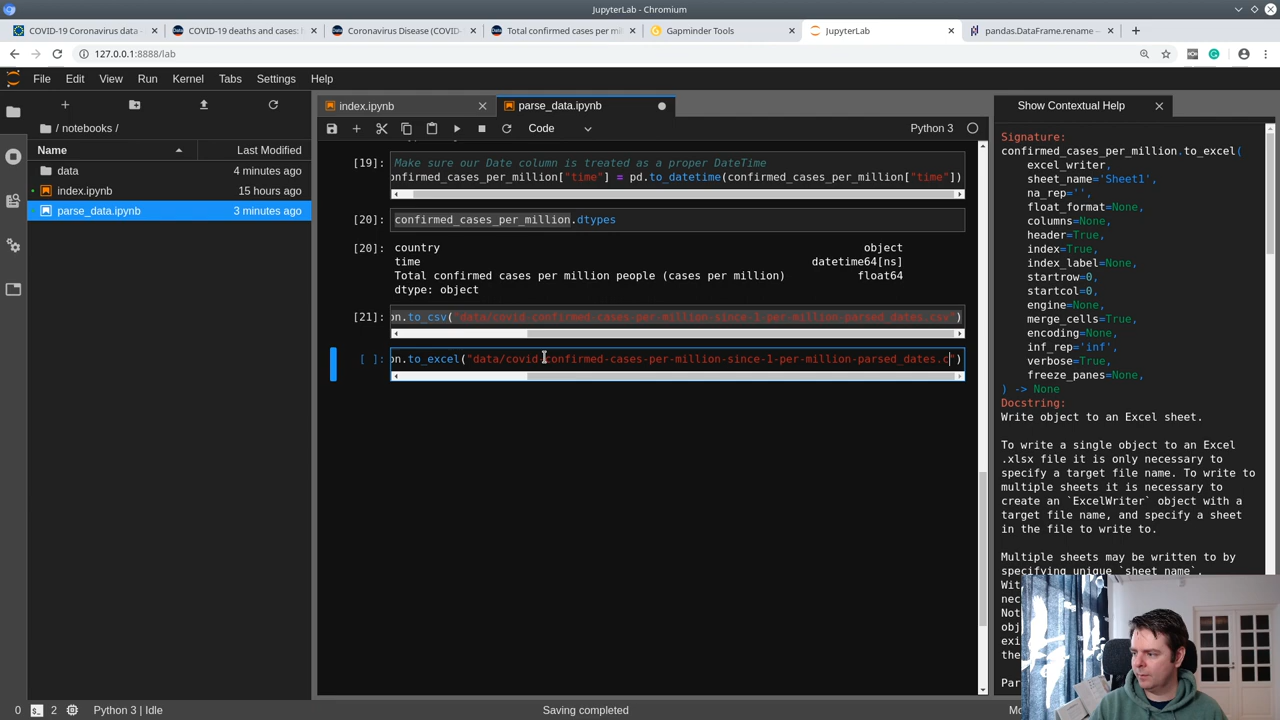 JupyterLab - Chromium
COVID-19 Coronavirus data -
COVID-19 deaths and cases:
Coronavirus Disease (COVID-
Total confirmed cases per mi
Gapminder Tools
JupyterLab
pandas.DataFrame.rename —
127.0.0.1:8888/lab
File Edit View Run Kernel Tabs Settings Help
/ notebooks /
Name Last Modified
data 4 minutes ago
index.ipynb 15 hours ago
parse_data.ipynb 3 minutes ago
index.ipynb
parse_data.ipynb
Code
Python 3
[19]: Make sure our Date column is treated as a proper DateTime
onfirmed_cases_per_million["time"] = pd.to_datetime(confirmed_cases_per_million["time"])
[20]: confirmed_cases_per_million.dtypes
[20]: country object
time datetime64[ns]
Total confirmed cases per million people (cases per million) float64
dtype: object
[21]: on.to_csv("data/covid-confirmed-cases-per-million-since-1-per-million-parsed_dates.csv")
[ ]: on.to_excel("data/covid-confirmed-cases-per-million-since-1-per-million-parsed_dates.c")
Show Contextual Help
Signature:
confirmed_cases_per_million.to_excel(
excel_writer,
sheet_name='Sheet1',
na_rep='',
float_format=None,
columns=None,
header=True,
index=True,
index_label=None,
startrow=0,
startcol=0,
engine=None,
merge_cells=True,
encoding=None,
inf_rep='inf',
verbose=True,
freeze_panes=None,
) -> None
Docstring:
Write object to an Excel sheet.
To write a single object to an Excel
.xlsx file it is only necessary to
specify a target file name. To write to
multiple sheets it is necessary to
create an `ExcelWriter` object with a
target file name, and specify a sheet
in the file to write to.
Multiple sheets may be written to by
specifying unique `sheet_name`.
0 2 Python 3 | Idle
Saving completed